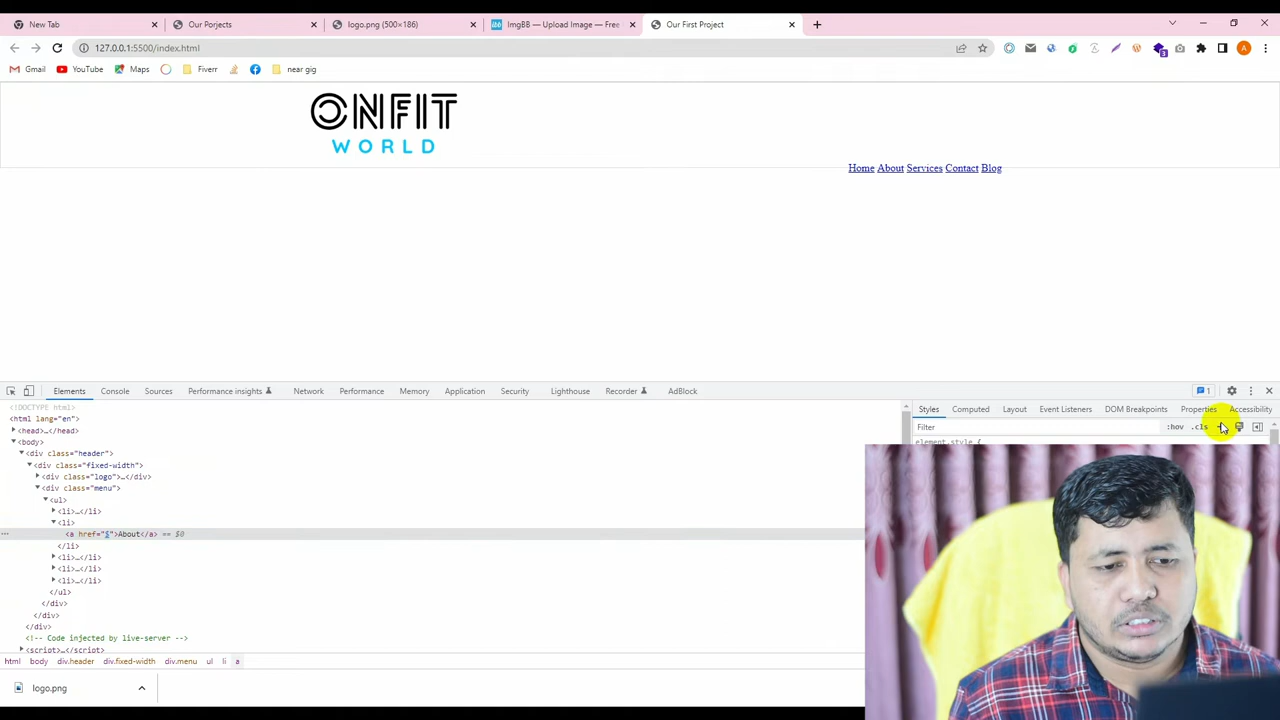 New Tab
Our Porjects
logo.png (500×186)
ImgBB — Upload Image — Free
Our First Project
127.0.0.1:5500/index.html
Gmail
YouTube
Maps
Fiverr
near gig
ONFIT
WORLD
Home About Services Contact Blog
Elements Console Sources Performance insights Network Performance Memory Application Security Lighthouse Recorder AdBlock
1
Styles Computed Layout Event Listeners DOM Breakpoints Properties Accessibility
Filter
:hov .cls
element.style {
<!DOCTYPE html>
<html lang="en">
<head>…</head>
<body>
<div class="header">
<div class="fixed-width">
<div class="logo">…</div>
<div class="menu">
<ul>
<li>…</li>
<li>
<a href="$">About</a> == $0
</li>
<li>…</li>
<li>…</li>
<li>…</li>
</ul>
</div>
</div>
</div>
<!-- Code injected by live-server -->
<script>…</script>
html body div.header div.fixed-width div.menu ul li a
logo.png